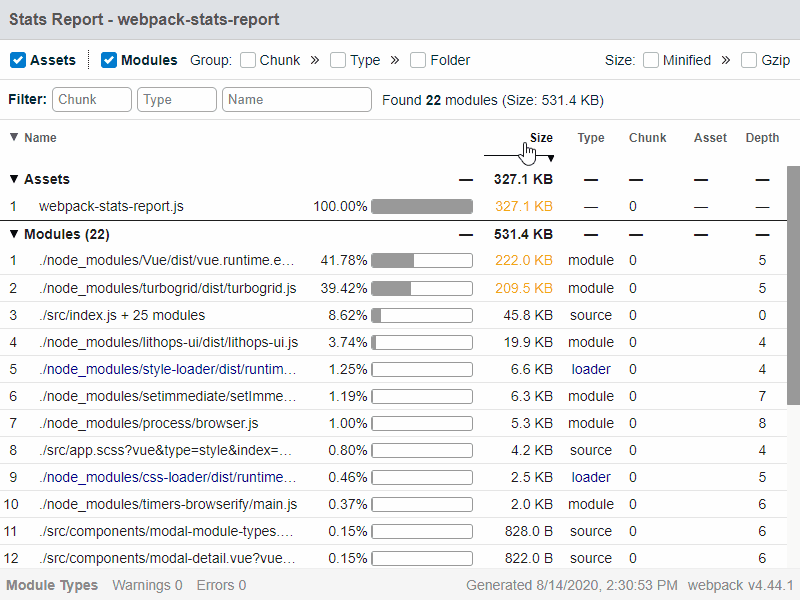 Stats Report - webpack-stats-report
Assets Modules Group: Chunk » Type » Folder Size: Minified » Gzip
Filter: Chunk Type Name Found 22 modules (Size: 531.4 KB)
▼ Name Size Type Chunk Asset Depth
▼ Assets — 327.1 KB — — — —
1 webpack-stats-report.js 100.00% 327.1 KB — 0 — —
▼ Modules (22) — 531.4 KB — — — —
1 ./node_modules/Vue/dist/vue.runtime.e… 41.78% 222.0 KB module 0 5
2 ./node_modules/turbogrid/dist/turbogrid.js 39.42% 209.5 KB module 0 5
3 ./src/index.js + 25 modules 8.62% 45.8 KB source 0 0
4 ./node_modules/lithops-ui/dist/lithops-ui.js 3.74% 19.9 KB module 0 4
5 ./node_modules/style-loader/dist/runtim… 1.25% 6.6 KB loader 0 4
6 ./node_modules/setimmediate/setImme… 1.19% 6.3 KB module 0 7
7 ./node_modules/process/browser.js 1.00% 5.3 KB module 0 8
8 ./src/app.scss?vue&type=style&index=… 0.80% 4.2 KB source 0 4
9 ./node_modules/css-loader/dist/runtime… 0.46% 2.5 KB loader 0 5
10 ./node_modules/timers-browserify/main.js 0.37% 2.0 KB module 0 6
11 ./src/components/modal-module-types.… 0.15% 828.0 B source 0 6
12 ./src/components/modal-detail.vue?vue… 0.15% 822.0 B source 0 6
Module Types Warnings 0 Errors 0 Generated 8/14/2020, 2:30:53 PM webpack v4.44.1